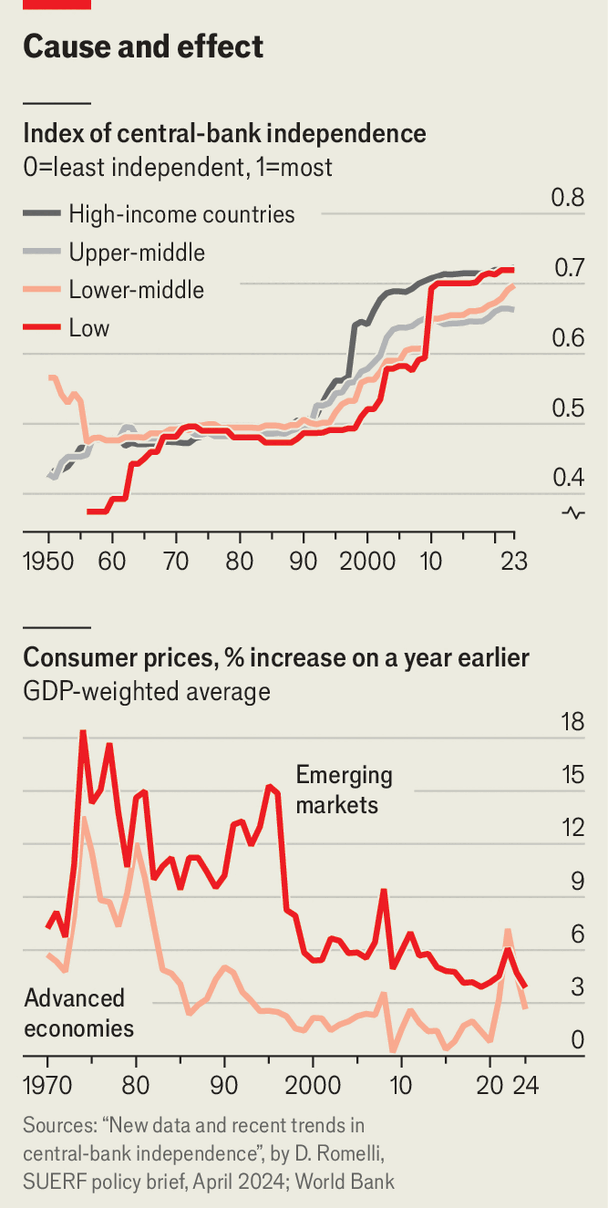 Cause and effect
Index of central-bank independence
0=least independent, 1=most
0.8
High-income countries
Upper-middle
0.7
Lower-middle
Low
0.6
0.5
0.4
1950 60 70 80 90 2000 10 23
Consumer prices, % increase on a year earlier
GDP-weighted average
18
Emerging
markets
15
12
9
6
Advanced
economies
3
0
1970 80 90 2000 10 20 24
Sources: “New data and recent trends in
central-bank independence”, by D. Romelli,
SUERF policy brief, April 2024; World Bank